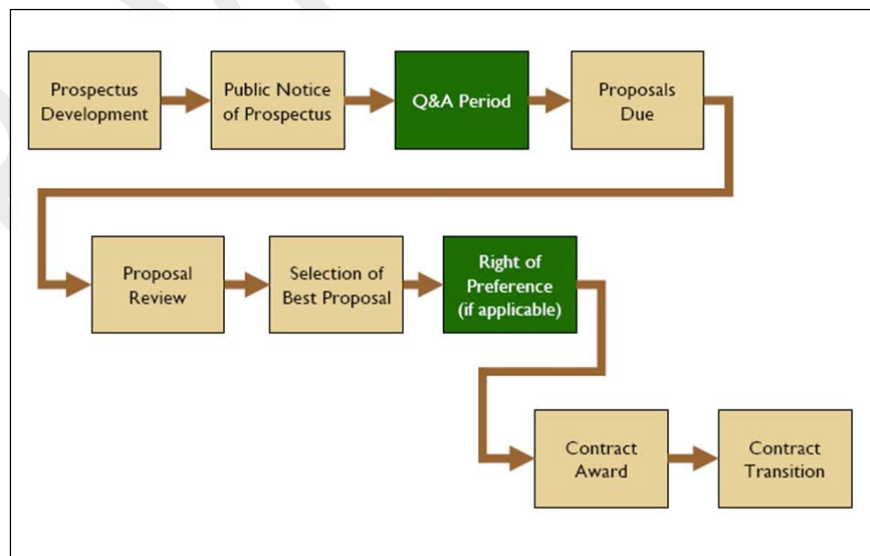 Prospectus
Development
Public Notice
of Prospectus
Q&A Period
Proposals
Due
Proposal
Review
Selection of
Best Proposal
Right of
Preference
(if applicable)
Contract
Award
Contract
Transition